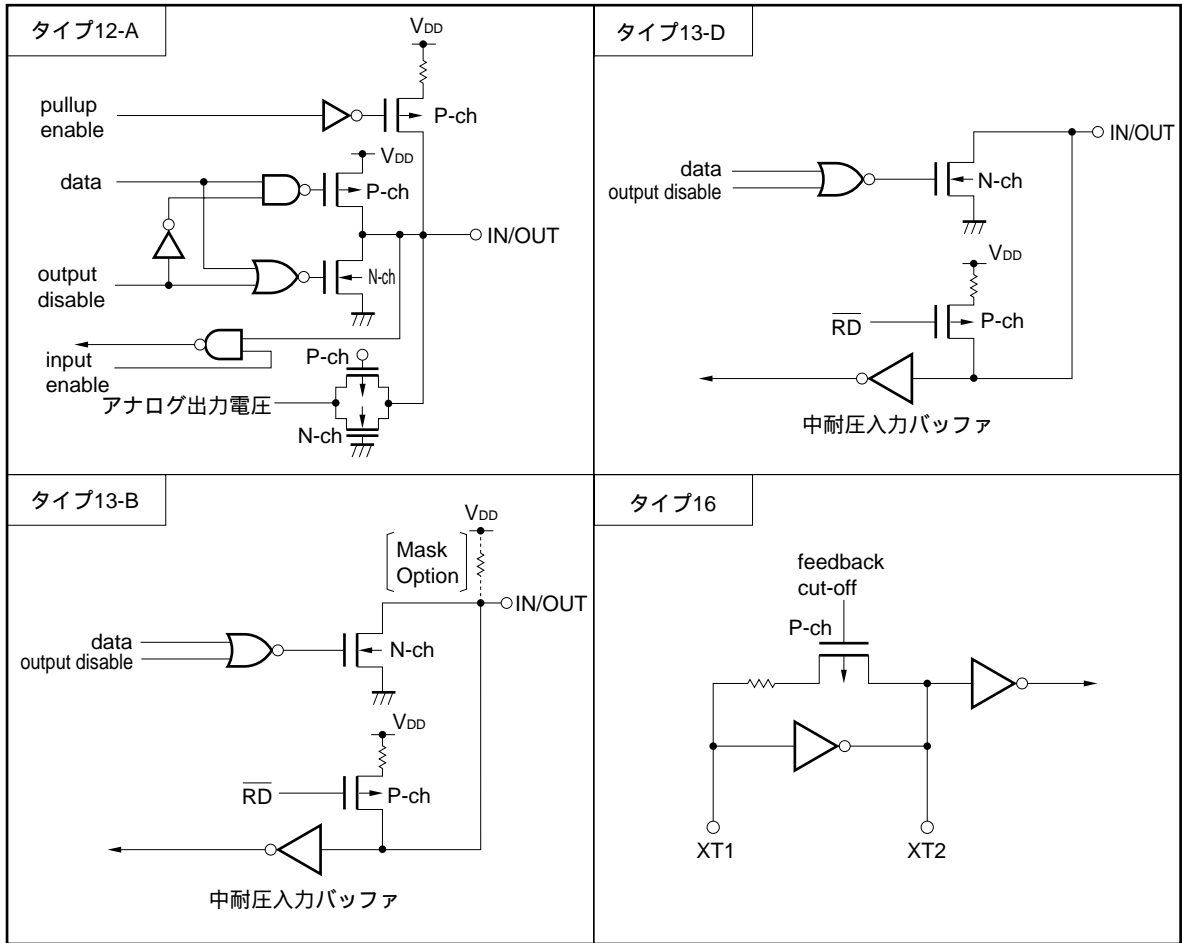 タイプ12-A
VDD
pullup
enable
P-ch
VDD
data
P-ch
IN/OUT
output
disable
N-ch
input
enable
P-ch
アナログ出力電圧
N-ch
タイプ13-D
IN/OUT
data
output disable
N-ch
VDD
RD
P-ch
中耐圧入力バッファ
タイプ13-B
VDD
Mask
Option
IN/OUT
data
output disable
N-ch
VDD
RD
P-ch
中耐圧入力バッファ
タイプ16
feedback
cut-off
P-ch
XT1
XT2